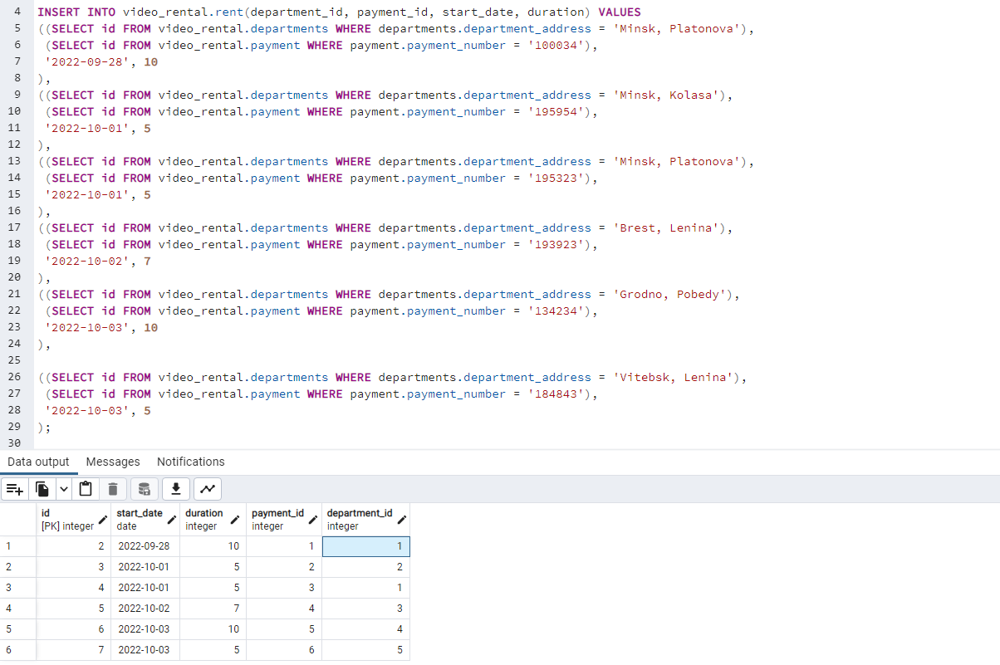 4 INSERT INTO video_rental.rent(department_id, payment_id, start_date, duration) VALUES
5 ((SELECT id FROM video_rental.departments WHERE departments.department_address = 'Minsk, Platonova'),
6 (SELECT id FROM video_rental.payment WHERE payment.payment_number = '100034'),
7 '2022-09-28', 10
8 ),
9 ((SELECT id FROM video_rental.departments WHERE departments.department_address = 'Minsk, Kolasa'),
10 (SELECT id FROM video_rental.payment WHERE payment.payment_number = '195954'),
11 '2022-10-01', 5
12 ),
13 ((SELECT id FROM video_rental.departments WHERE departments.department_address = 'Minsk, Platonova'),
14 (SELECT id FROM video_rental.payment WHERE payment.payment_number = '195323'),
15 '2022-10-01', 5
16 ),
17 ((SELECT id FROM video_rental.departments WHERE departments.department_address = 'Brest, Lenina'),
18 (SELECT id FROM video_rental.payment WHERE payment.payment_number = '193923'),
19 '2022-10-02', 7
20 ),
21 ((SELECT id FROM video_rental.departments WHERE departments.department_address = 'Grodno, Pobedy'),
22 (SELECT id FROM video_rental.payment WHERE payment.payment_number = '134234'),
23 '2022-10-03', 10
24 ),
25
26 ((SELECT id FROM video_rental.departments WHERE departments.department_address = 'Vitebsk, Lenina'),
27 (SELECT id FROM video_rental.payment WHERE payment.payment_number = '184843'),
28 '2022-10-03', 5
29 );
30
Data output Messages Notifications
id start_date duration payment_id department_id
[PK] integer date integer integer integer
1 2 2022-09-28 10 1 1
2 3 2022-10-01 5 2 2
3 4 2022-10-01 5 3 1
4 5 2022-10-02 7 4 3
5 6 2022-10-03 10 5 4
6 7 2022-10-03 5 6 5